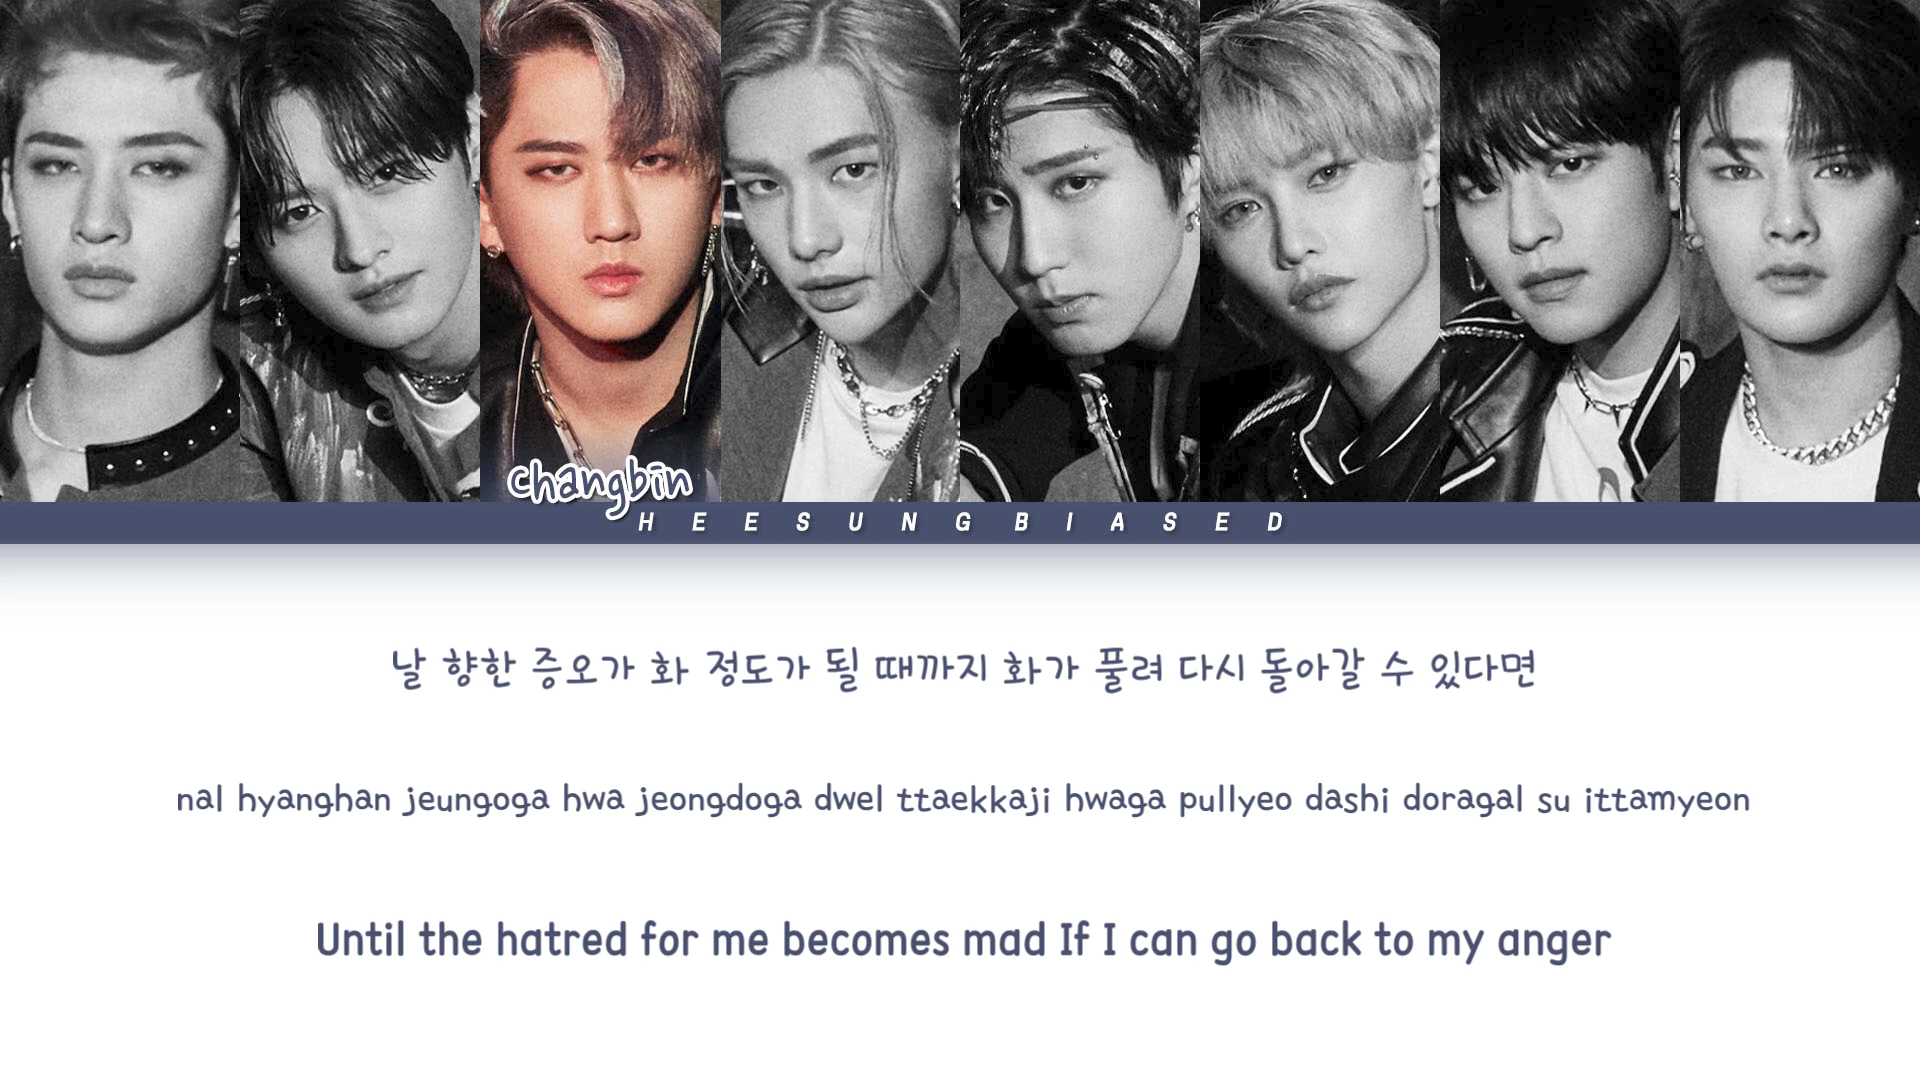 changbin
HEESUNGBIASED
날 향한 증오가 화 정도가 될 때까지 화가 풀려 다시 돌아갈 수 있다면
nal hyanghan jeungoga hwa jeongdoga dwel ttaekkaji hwaga pullyeo dashi doragal su ittamyeon
Until the hatred for me becomes mad If I can go back to my anger